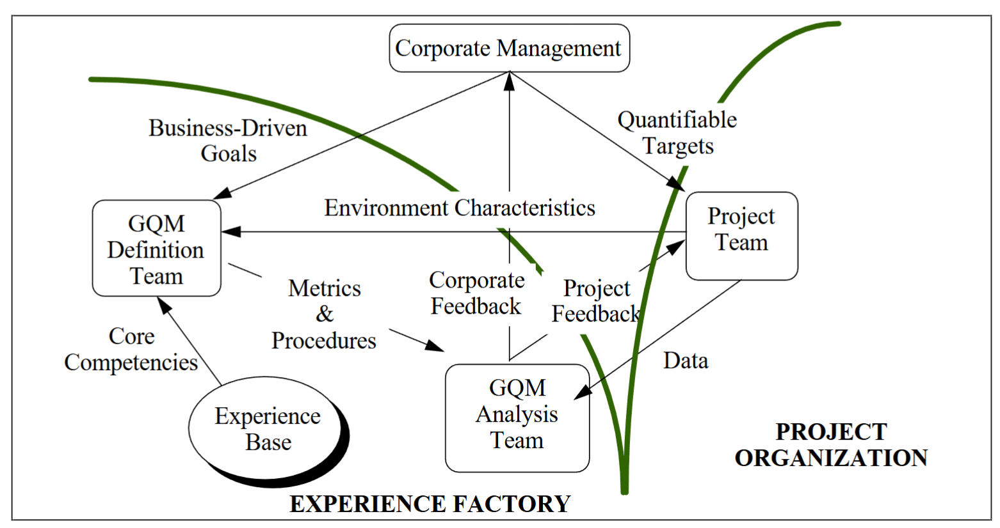 Corporate Management
Business-Driven
Goals
Quantifiable
Targets
Environment Characteristics
GQM
Definition
Team
Project
Team
Metrics
&
Procedures
Corporate
Feedback
Project
Feedback
Core
Competencies
Data
Experience
Base
GQM
Analysis
Team
PROJECT
ORGANIZATION
EXPERIENCE FACTORY